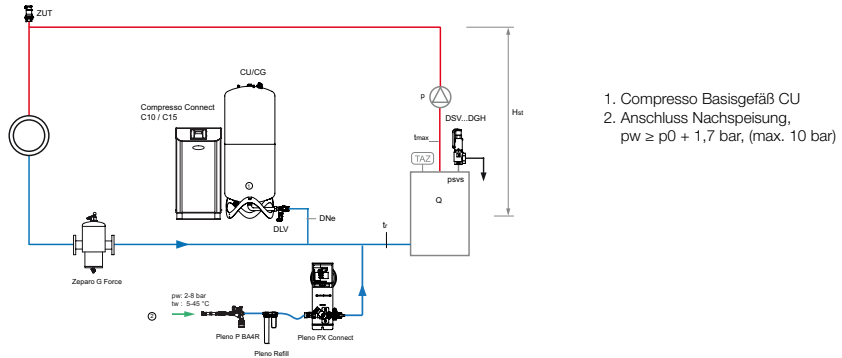 ZUT
CU/CG
Compresso Connect
C10 / C15
p
DSV...DGH
Hst
tmax
TAZ
psvs
Q
1
DNe
DLV
tr
Zeparo G Force
pw: 2-8 bar
tw : 5-45 °C
2
Pleno P BA4R
Pleno Refill
Pleno PX Connect
1. Compresso Basisgefäß CU
2. Anschluss Nachspeisung,
pw ≥ p0 + 1,7 bar, (max. 10 bar)